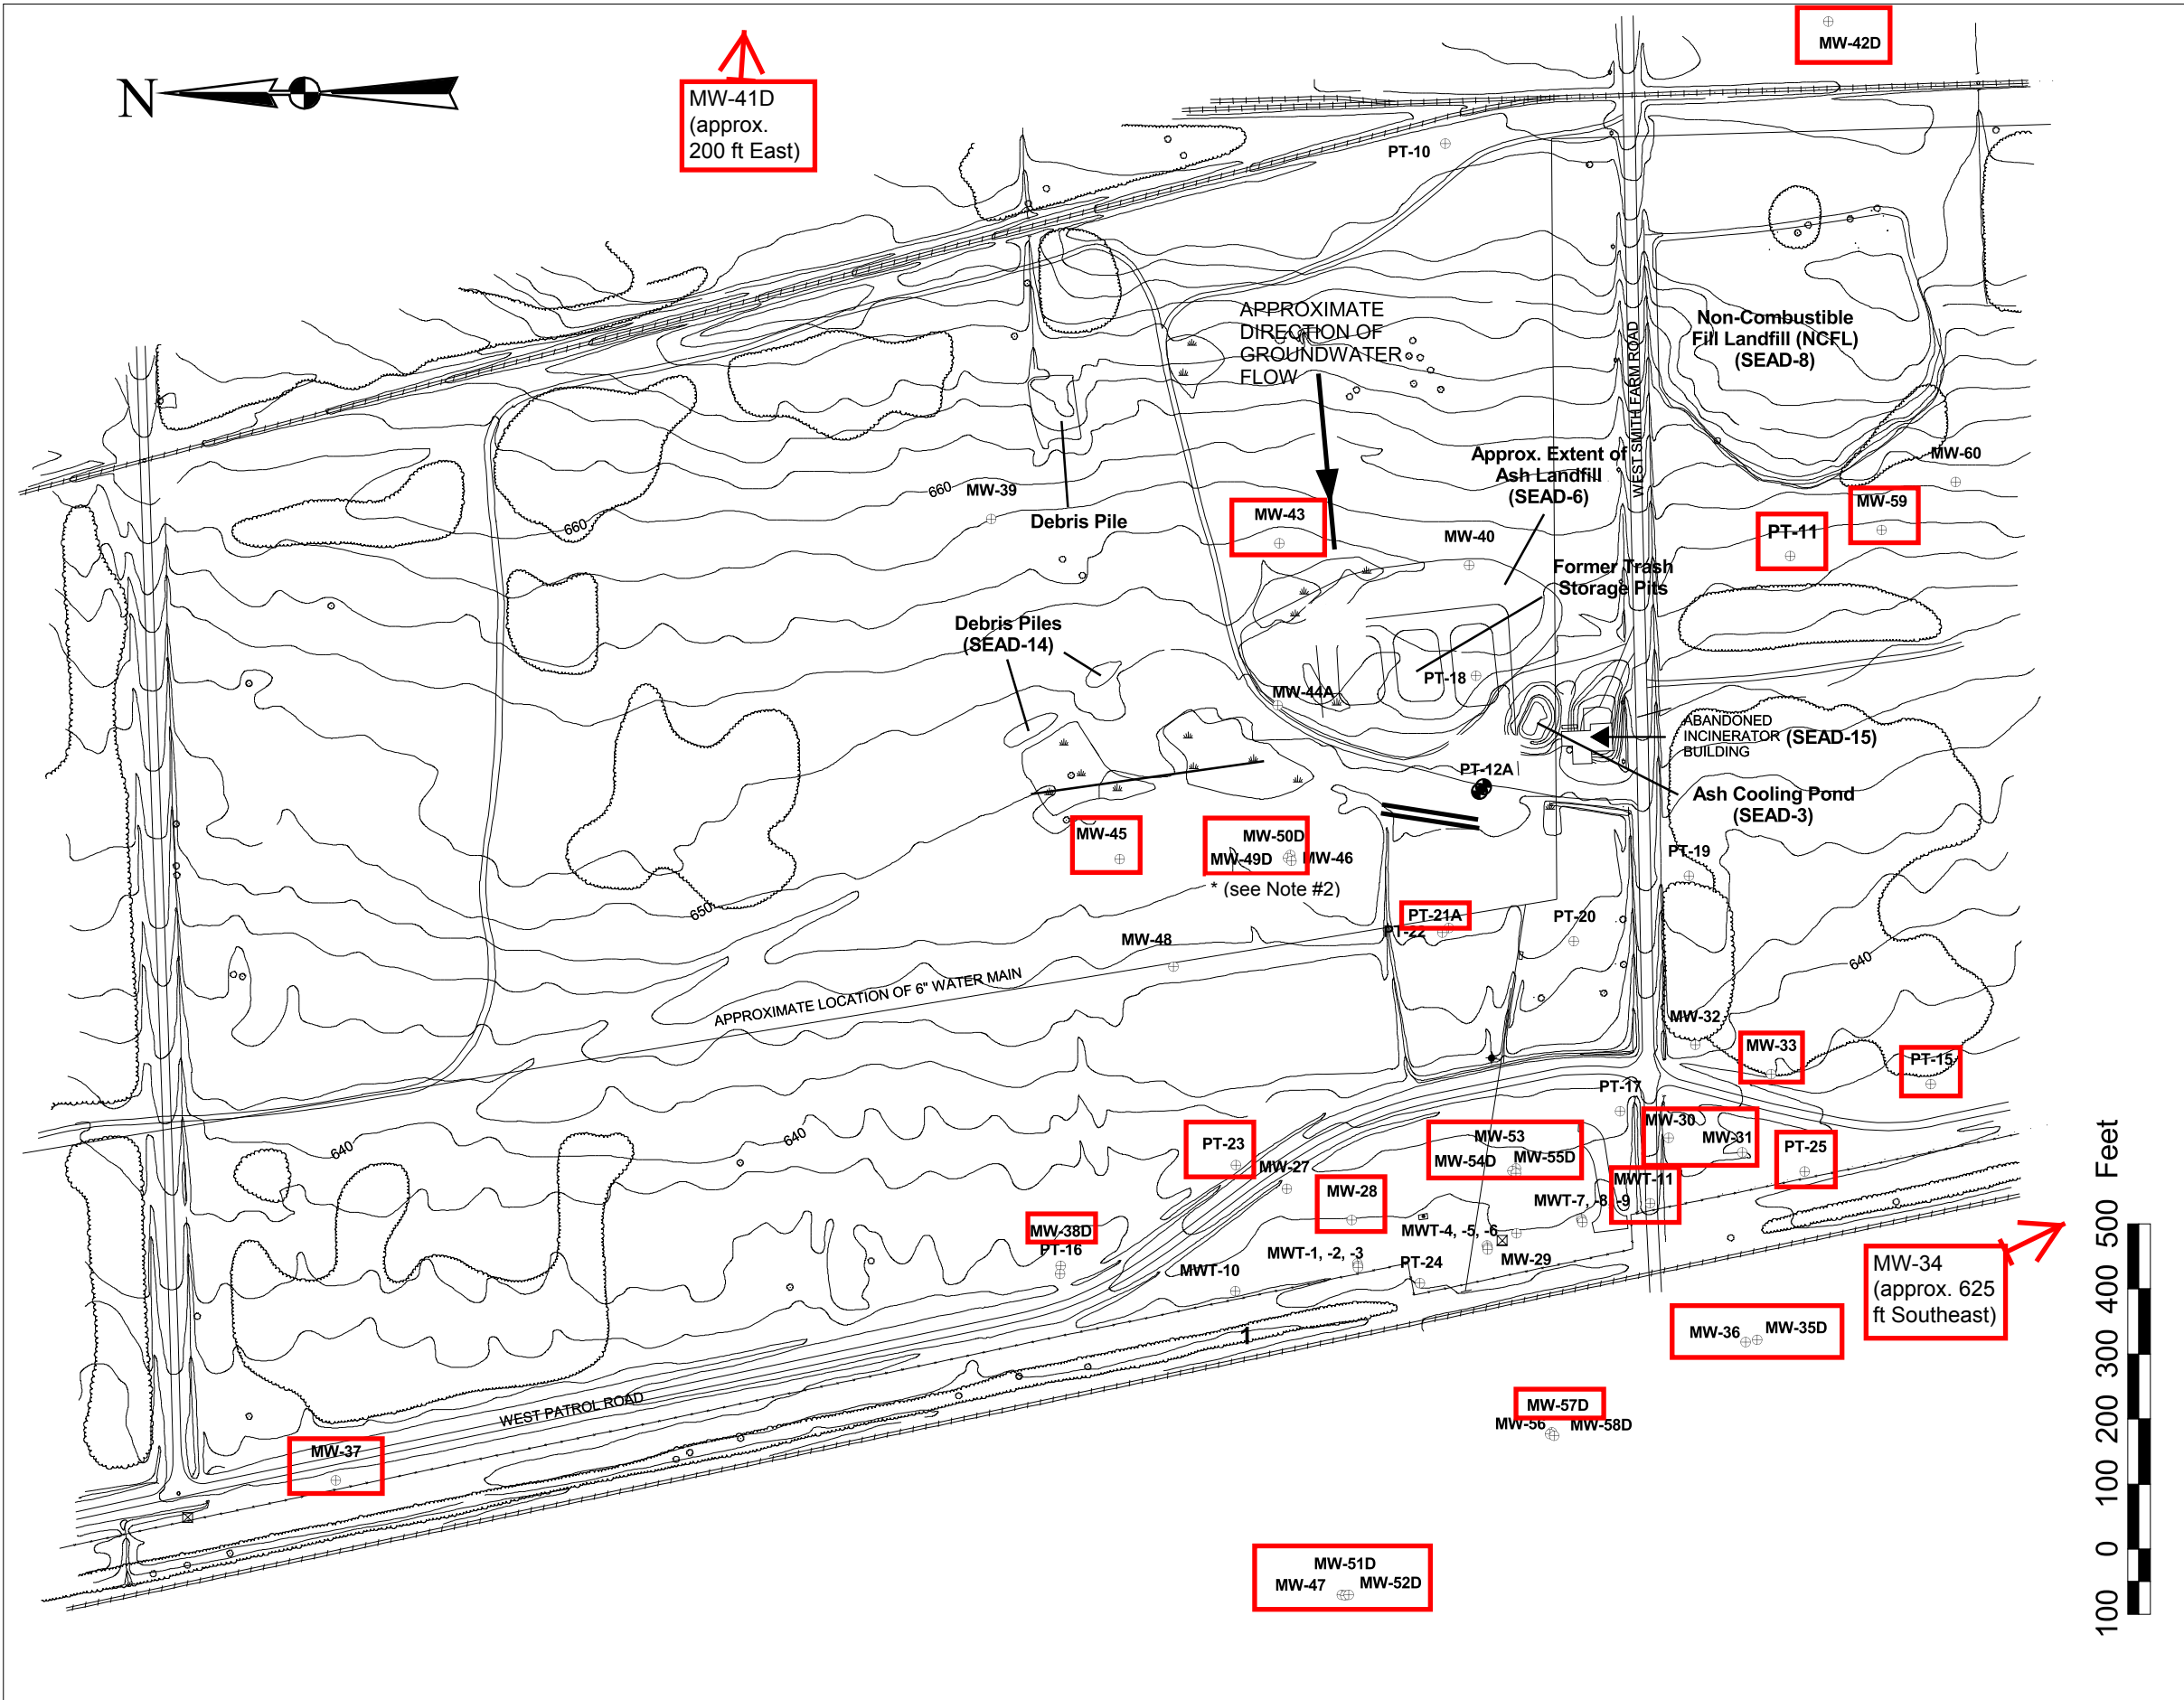 MW-42D
N
MW-41D
(approx.
200 ft East)
PT-10
APPROXIMATE
DIRECTION OF
GROUNDWATER
FLOW
WEST SMITH FARM ROAD
Non-Combustible
Fill Landfill (NCFL)
(SEAD-8)
Approx. Extent of
Ash Landfill
(SEAD-6)
MW-60
660
MW-39
660
Debris Pile
MW-43
MW-40
MW-59
PT-11
Former Trash
Storage Pits
Debris Piles
(SEAD-14)
PT-18
MW-44A
ABANDONED
INCINERATOR (SEAD-15)
BUILDING
PT-12A
Ash Cooling Pond
(SEAD-3)
MW-45
MW-50D
MW-49D
MW-46
* (see Note #2)
PT-19
650
PT-21A
PT-22
PT-20
MW-48
640
APPROXIMATE LOCATION OF 6" WATER MAIN
MW-32
MW-33
PT-15
PT-17
640
640
PT-23
MW-53
MW-54D
MW-55D
MW-30
MW-31
PT-25
MW-27
MW-28
MWT-11
MWT-7, -8, -9
MW-38D
PT-16
MWT-4, -5, -6
MWT-1, -2, -3
MW-29
MWT-10
PT-24
MW-34
(approx. 625
ft Southeast)
1
MW-36
MW-35D
WEST PATROL ROAD
MW-57D
MW-56
MW-58D
MW-37
MW-51D
MW-47
MW-52D
100 0 100 200 300 400 500 Feet